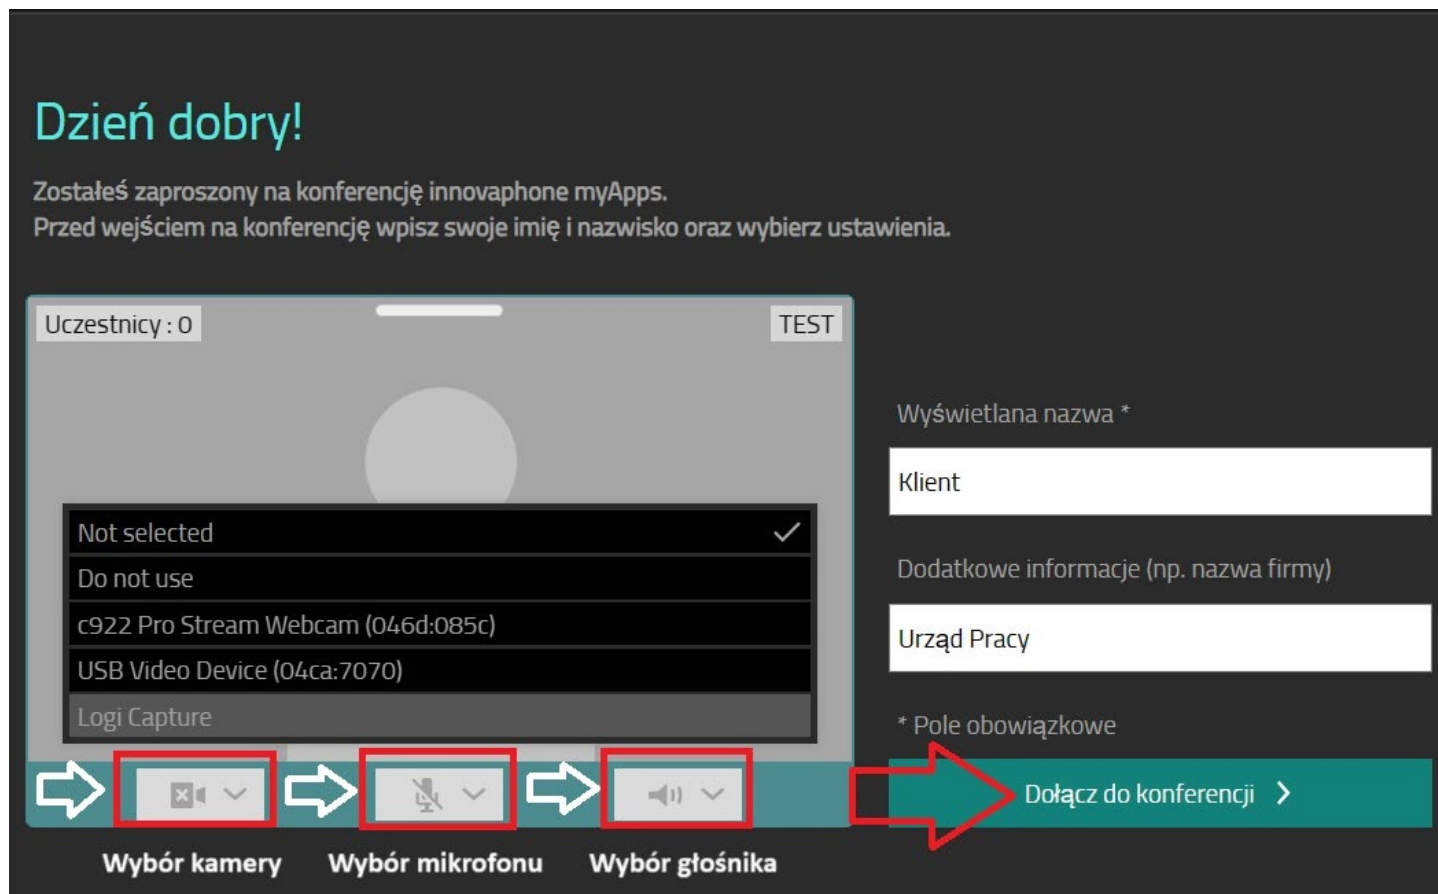 Dzień dobry!
Zostałeś zaproszony na konferencję innovaphone myApps.
Przed wejściem na konferencję wpisz swoje imię i nazwisko oraz wybierz ustawienia.
Uczestnicy : 0
TEST
Not selected
Do not use
c922 Pro Stream Webcam (046d:085c)
USB Video Device (04ca:7070)
Logi Capture
Wybór kamery
Wybór mikrofonu
Wybór głośnika
Wyświetlana nazwa *
Klient
Dodatkowe informacje (np. nazwa firmy)
Urząd Pracy
* Pole obowiązkowe
Dołącz do konferencji